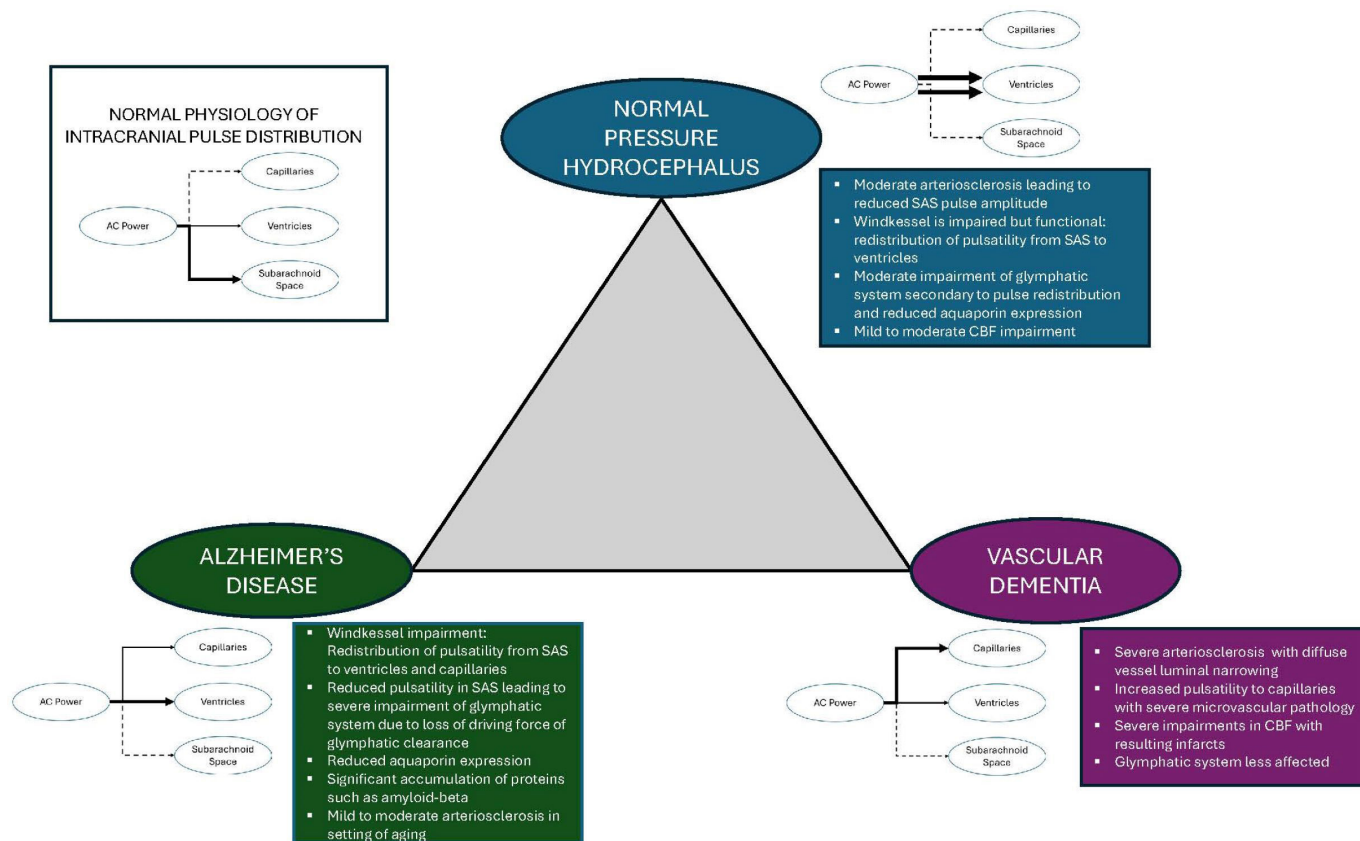 NORMAL PHYSIOLOGY OF
INTRACRANIAL PULSE DISTRIBUTION
Capillaries
AC Power
Ventricles
Subarachnoid
Space
NORMAL
PRESSURE
HYDROCEPHALUS
Capillaries
AC Power
Ventricles
Subarachnoid
Space
▪ Moderate arteriosclerosis leading to
reduced SAS pulse amplitude
▪ Windkessel is impaired but functional:
redistribution of pulsatility from SAS to
ventricles
▪ Moderate impairment of glymphatic
system secondary to pulse redistribution
and reduced aquaporin expression
▪ Mild to moderate CBF impairment
ALZHEIMER'S
DISEASE
Capillaries
AC Power
Ventricles
Subarachnoid
Space
▪ Windkessel impairment:
Redistribution of pulsatility from SAS
to ventricles and capillaries
▪ Reduced pulsatility in SAS leading to
severe impairment of glymphatic
system due to loss of driving force of
glymphatic clearance
▪ Reduced aquaporin expression
▪ Significant accumulation of proteins
such as amyloid-beta
▪ Mild to moderate arteriosclerosis in
setting of aging
VASCULAR
DEMENTIA
Capillaries
AC Power
Ventricles
Subarachnoid
Space
▪ Severe arteriosclerosis with diffuse
vessel luminal narrowing
▪ Increased pulsatility to capillaries
with severe microvascular pathology
▪ Severe impairments in CBF with
resulting infarcts
▪ Glymphatic system less affected